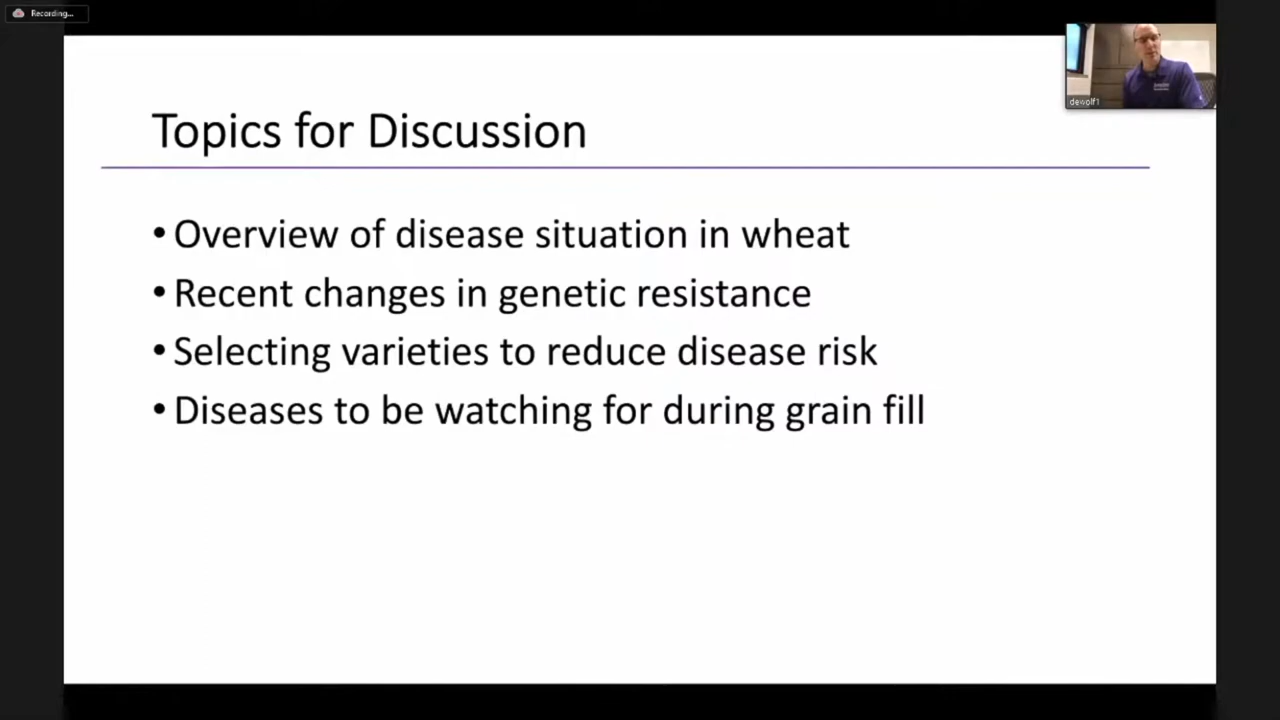 Recording...
dewolf1
Topics for Discussion
• Overview of disease situation in wheat
• Recent changes in genetic resistance
• Selecting varieties to reduce disease risk
• Diseases to be watching for during grain fill